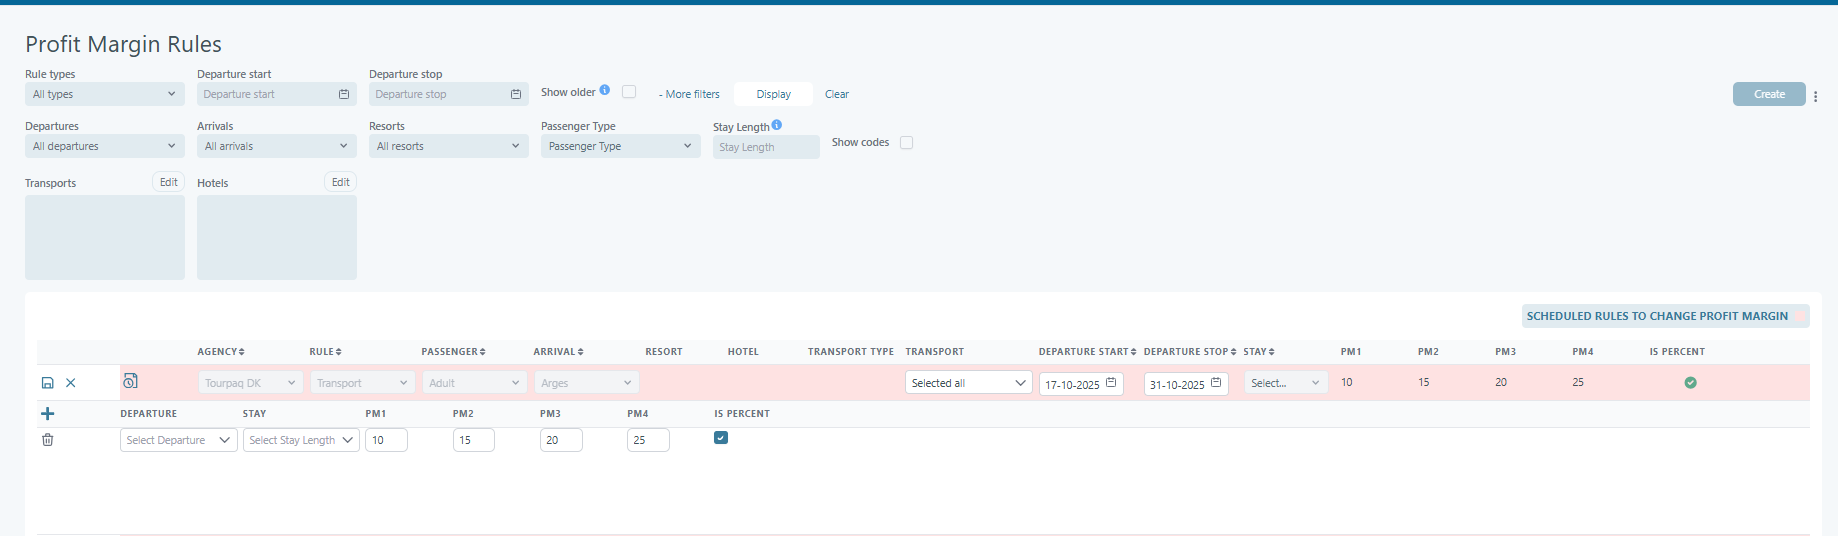 Profit Margin Rules
Rule types Departure start Departure stop
All types Departure start Departure stop Show older - More filters Display Clear Create
Departures Arrivals Resorts Passenger Type Stay Length
All departures All arrivals All resorts Passenger Type Stay Length Show codes
Transports Edit Hotels Edit
SCHEDULED RULES TO CHANGE PROFIT MARGIN
AGENCY RULE PASSENGER ARRIVAL RESORT HOTEL TRANSPORT TYPE TRANSPORT DEPARTURE START DEPARTURE STOP STAY PM1 PM2 PM3 PM4 IS PERCENT
Tourpaq DK Transport Adult Arges Selected all 17-10-2025 31-10-2025 Select... 10 15 20 25
DEPARTURE STAY PM1 PM2 PM3 PM4 IS PERCENT
Select Departure Select Stay Length 10 15 20 25